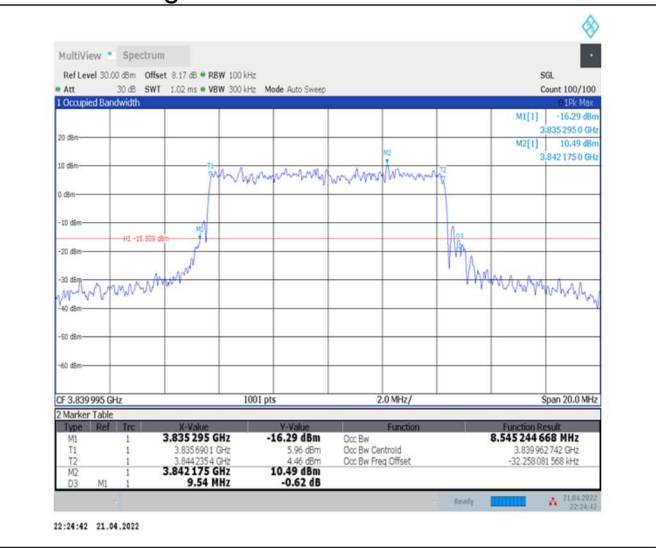 MultiView Spectrum
Ref Level 30.00 dBm Offset 8.17 dB RBW 100 kHz SGL
Att 30 dB SWT 1.02 ms VBW 300 kHz Mode Auto Sweep Count 100/100
1 Occupied Bandwidth 1Pk Max
M1[1] -16.29 dBm
3.835 295 0 GHz
20 dBm
M2[1] 10.49 dBm
3.842 175 0 GHz
M2
10 dBm
T1
T2
0 dBm
-10 dBm
H1 -15.509 dBm
D3
-20 dBm
-30 dBm
-40 dBm
-50 dBm
-60 dBm
CF 3.839 995 GHz 1001 pts 2.0 MHz/ Span 20.0 MHz
2 Marker Table
Type Ref Trc X-Value Y-Value Function Function Result
M1 1 3.835 295 GHz -16.29 dBm Occ Bw 8.545 244 668 MHz
T1 1 3.835 690 1 GHz 5.96 dBm Occ Bw Centroid 3.839 962 742 GHz
T2 1 3.844 235 4 GHz 4.46 dBm Occ Bw Freq Offset -32.258 081 568 kHz
M2 1 3.842 175 GHz 10.49 dBm
D3 M1 1 9.54 MHz -0.62 dB
Ready 21.04.2022
22:24:42
22:24:42 21.04.2022